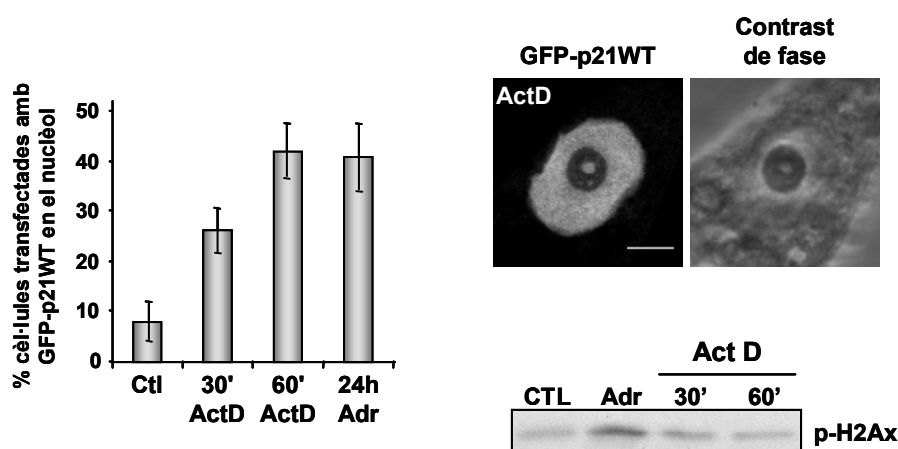 % cèl·lules transfectades amb
GFP-p21WT en el nuclèol
50
40
30
20
10
0
Ctl
30'
ActD
60'
ActD
24h
Adr
GFP-p21WT
Contrast
de fase
ActD
Act D
CTL
Adr
30’
60’
p-H2Ax